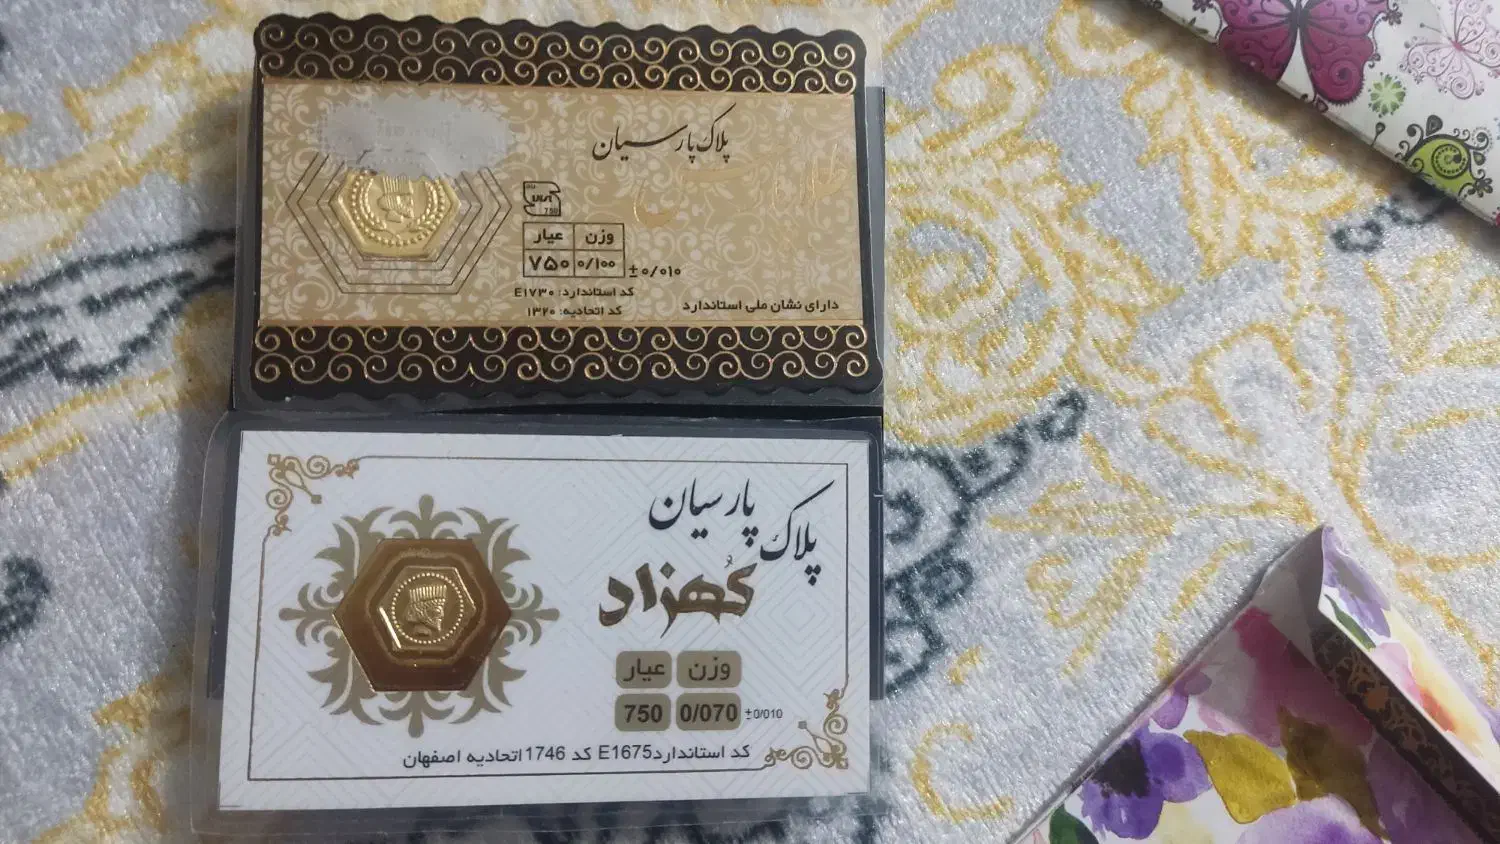 پلاک پارسیان
750
وزن عیار
۰/۱۰۰ ۷۵۰
±۰/۰۱۰
کد استاندارد: E۱۷۳۰
کد اتحادیه: ۱۳۲۰
دارای نشان ملی استاندارد
پلاک پارسیان
کُهزاد
وزن عیار
0/070 750
±0/010
کد استاندارد E1675 کد 1746 اتحادیه اصفهان